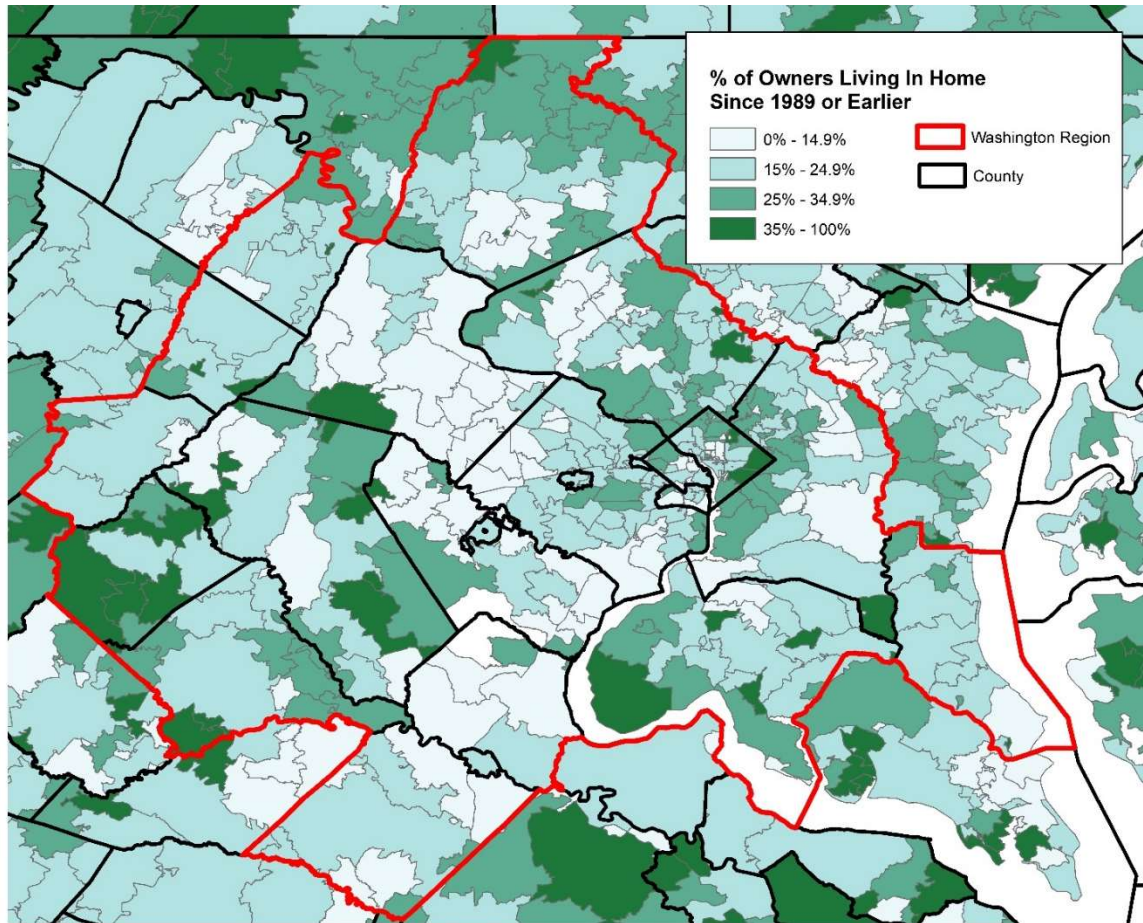 % of Owners Living In Home
Since 1989 or Earlier
0% - 14.9%
15% - 24.9%
25% - 34.9%
35% - 100%
Washington Region
County